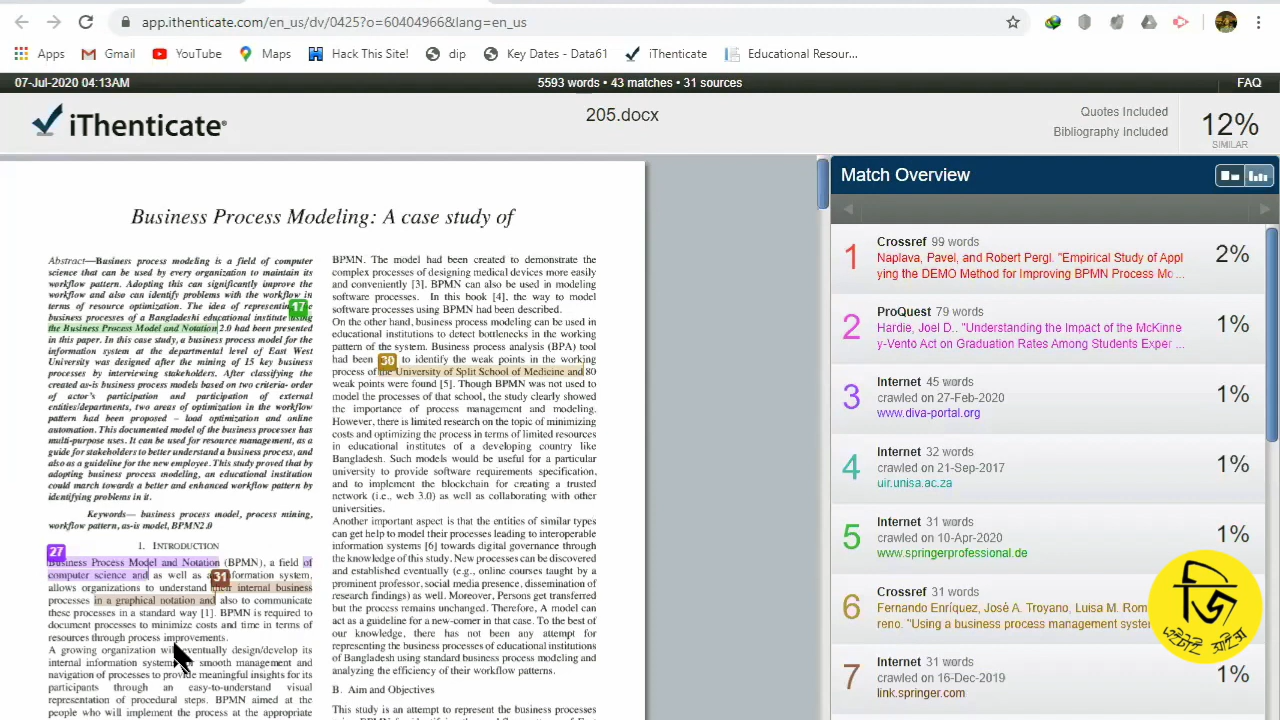 app.ithenticate.com/en_us/dv/0425?o=60404966&lang=en_us
Apps Gmail YouTube Maps Hack This Site! dip Key Dates - Data61 iThenticate Educational Resour...
07-Jul-2020 04:13AM 5593 words • 43 matches • 31 sources FAQ
iThenticate®
205.docx
Quotes Included
Bibliography Included
12%
SIMILAR
Business Process Modeling: A case study of
Abstract—Business process modeling is a field of computer
science that can be used by every organization to maintain its
workflow pattern. Adopting this can significantly improve the
workflow and also can identify problems with the workflow in
terms of resource optimization. The idea of representing
17
business processes of a Bangladeshi educational institute
the Business Process Model and Notation 2.0 had been presented
in this paper. In this case study, a business process model for the
information system at the departmental level of East West
University was designed after the mining of 15 key business
processes by interviewing stakeholders. After classifying the
created as-is business process models based on two criteria- order
of actor's participation and participation of external
entities/departments, two areas of optimization in the workflow
pattern had been proposed – load optimization and online
automation. This documented model of the business processes has
multi-purpose uses. It can be used for resource management, as a
guide for stakeholders to better understand a business process, and
also as a guideline for the new employee. This study proved that by
adopting business process modeling, an educational institution
could march towards a better and enhanced workflow pattern by
identifying problems in it.
Keywords— business process model, process mining,
workflow pattern, as-is model, BPMN2.0
I. INTRODUCTION
27
Business Process Model and Notation (BPMN), a field of
computer science and as well as a formation system,
31
allows organizations to understand internal business
processes in a graphical notation and also to communicate
these processes in a standard way [1]. BPMN is required to
document processes to minimize costs and time in terms of
resources through process improvements.
A growing organization will eventually design/develop its
internal information system smooth management and
navigation of processes to provide meaningful insights for its
participants through an easy-to-understand visual
representation of procedural steps. BPMN aimed at the
people who will implement the process at the appropriate
BPMN. The model had been created to demonstrate the
complex processes of designing medical devices more easily
and conveniently [3]. BPMN can also be used in modeling
software processes. In this book [4], the way to model
software processes using BPMN had been described.
On the other hand, business process modeling can be used in
educational institutions to detect bottlenecks in the working
pattern of the system. Business process analysis (BPA) tool
had been 30 to identify the weak points in the working
process of the University of Split School of Medicine and 80
weak points were found [5]. Though BPMN was not used to
model the processes of that school, the study clearly showed
the importance of process management and modeling.
However, there is limited research on the topic of minimizing
costs and optimizing the process in terms of limited resources
in educational institutes of a developing country like
Bangladesh. Such models would be useful for a particular
university to provide software requirements specification,
and to implement the blockchain for creating a trusted
network (i.e., web 3.0) as well as collaborating with other
universities.
Another important aspect is that the entities of similar types
can get help to model their processes leading to interoperable
information systems [6] towards digital governance through
the knowledge of this study. New processes can be discovered
and established eventually (e.g., online courses taught by a
prominent professor, social media presence, dissemination of
research findings) as well. Moreover, Persons get transferred
but the process remains unchanged. Therefore, A model can
act as a guideline for a new-comer in that case. To the best of
our knowledge, there has not been any attempt for
representing the business processes of educational institutions
of Bangladesh using standard business process modeling and
analyzing the efficiency of their workflow patterns.
B. Aim and Objectives
This study is an attempt to represent the business processes
Match Overview
1 Crossref 99 words 2%
Naplava, Pavel, and Robert Pergl. "Empirical Study of Appl
ying the DEMO Method for Improving BPMN Process Mo...
2 ProQuest 79 words 1%
Hardie, Joel D.. "Understanding the Impact of the McKinne
y-Vento Act on Graduation Rates Among Students Exper ...
3 Internet 45 words 1%
crawled on 27-Feb-2020
www.diva-portal.org
4 Internet 32 words 1%
crawled on 21-Sep-2017
uir.unisa.ac.za
5 Internet 31 words 1%
crawled on 10-Apr-2020
www.springerprofessional.de
6 Crossref 31 words
Fernando Enríquez, José A. Troyano, Luisa M. Rom
reno. "Using a business process management syste
7 Internet 31 words 1%
crawled on 16-Dec-2019
link.springer.com